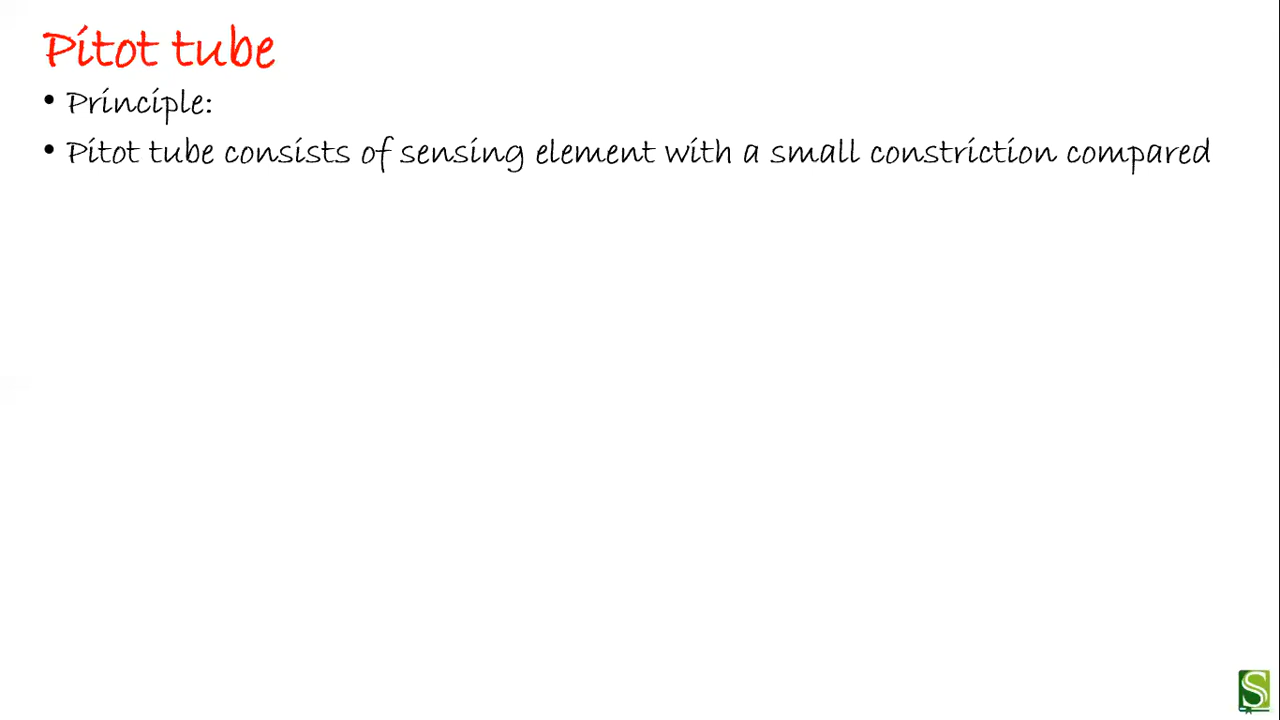 Pitot tube
• Principle:
• Pitot tube consists of sensing element with a small constriction compared
S